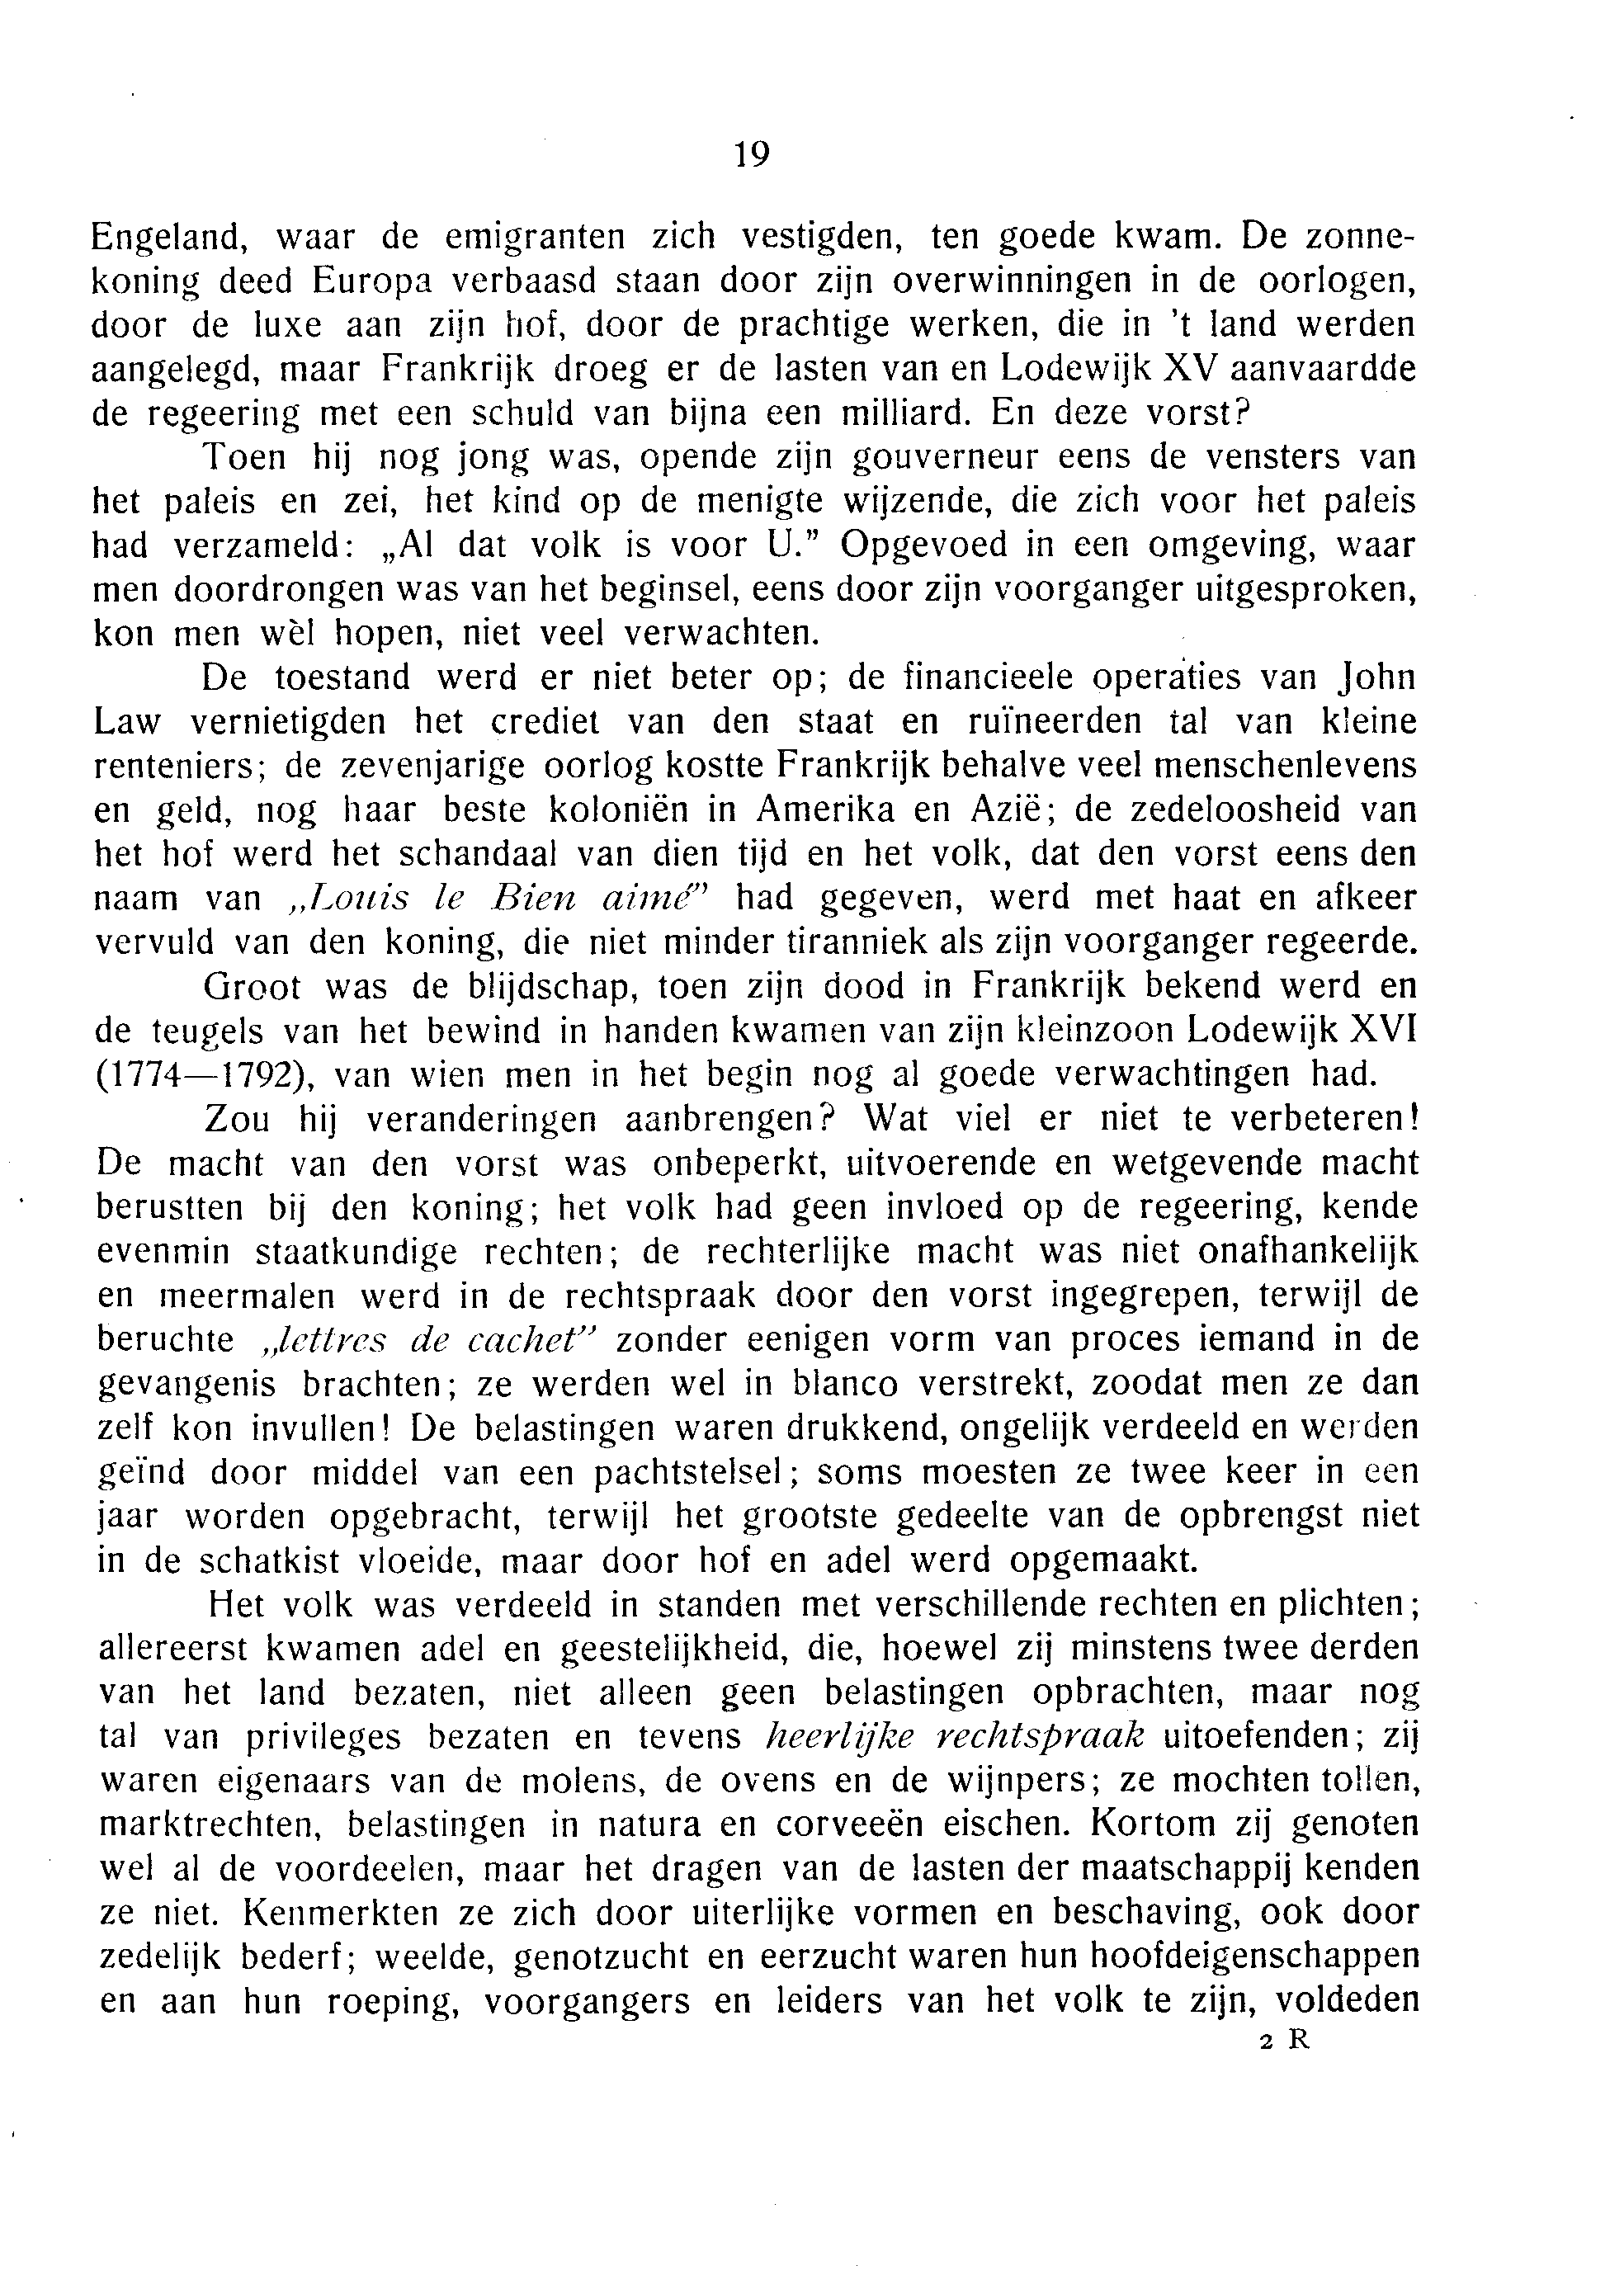 19
Engeland, waar de emigranten zich vestigden, ten goede kwam. De zonne-
koning deed Europa verbaasd staan door zijn overwinningen in de oorlogen,
door de luxe aan zijn hof, door de prachtige werken, die in 't land werden
aangelegd, maar Frankrijk droeg er de lasten van en Lodewijk XV aanvaardde
de regeering met een schuld van bijna een milliard. En deze vorst?
Toen hij nog jong was, opende zijn gouverneur eens de vensters van
het paleis en zei, het kind op de menigte wijzende, die zich voor het paleis
had verzameld: „Al dat volk is voor U.” Opgevoed in een omgeving, waar
men doordrongen was van het beginsel, eens door zijn voorganger uitgesproken,
kon men wèl hopen, niet veel verwachten.
De toestand werd er niet beter op; de financieele operaties van John
Law vernietigden het crediet van den staat en ruïneerden tal van kleine
renteniers; de zevenjarige oorlog kostte Frankrijk behalve veel menschenlevens
en geld, nog haar beste koloniën in Amerika en Azië; de zedeloosheid van
het hof werd het schandaal van dien tijd en het volk, dat den vorst eens den
naam van „Louis le Bien aimé” had gegeven, werd met haat en afkeer
vervuld van den koning, die niet minder tiranniek als zijn voorganger regeerde.
Groot was de blijdschap, toen zijn dood in Frankrijk bekend werd en
de teugels van het bewind in handen kwamen van zijn kleinzoon Lodewijk XVI
(1774—1792), van wien men in het begin nog al goede verwachtingen had.
Zou hij veranderingen aanbrengen? Wat viel er niet te verbeteren!
De macht van den vorst was onbeperkt, uitvoerende en wetgevende macht
berustten bij den koning; het volk had geen invloed op de regeering, kende
evenmin staatkundige rechten; de rechterlijke macht was niet onafhankelijk
en meermalen werd in de rechtspraak door den vorst ingegrepen, terwijl de
beruchte „lettres de cachet” zonder eenigen vorm van proces iemand in de
gevangenis brachten; ze werden wel in blanco verstrekt, zoodat men ze dan
zelf kon invullen! De belastingen waren drukkend, ongelijk verdeeld en werden
geïnd door middel van een pachtstelsel; soms moesten ze twee keer in een
jaar worden opgebracht, terwijl het grootste gedeelte van de opbrengst niet
in de schatkist vloeide, maar door hof en adel werd opgemaakt.
Het volk was verdeeld in standen met verschillende rechten en plichten;
allereerst kwamen adel en geestelijkheid, die, hoewel zij minstens twee derden
van het land bezaten, niet alleen geen belastingen opbrachten, maar nog
tal van privileges bezaten en tevens heerlijke rechtspraak uitoefenden; zij
waren eigenaars van de molens, de ovens en de wijnpers; ze mochten tollen,
marktrechten, belastingen in natura en corveeën eischen. Kortom zij genoten
wel al de voordeelen, maar het dragen van de lasten der maatschappij kenden
ze niet. Kenmerkten ze zich door uiterlijke vormen en beschaving, ook door
zedelijk bederf; weelde, genotzucht en eerzucht waren hun hoofdeigenschappen
en aan hun roeping, voorgangers en leiders van het volk te zijn, voldeden
2 R